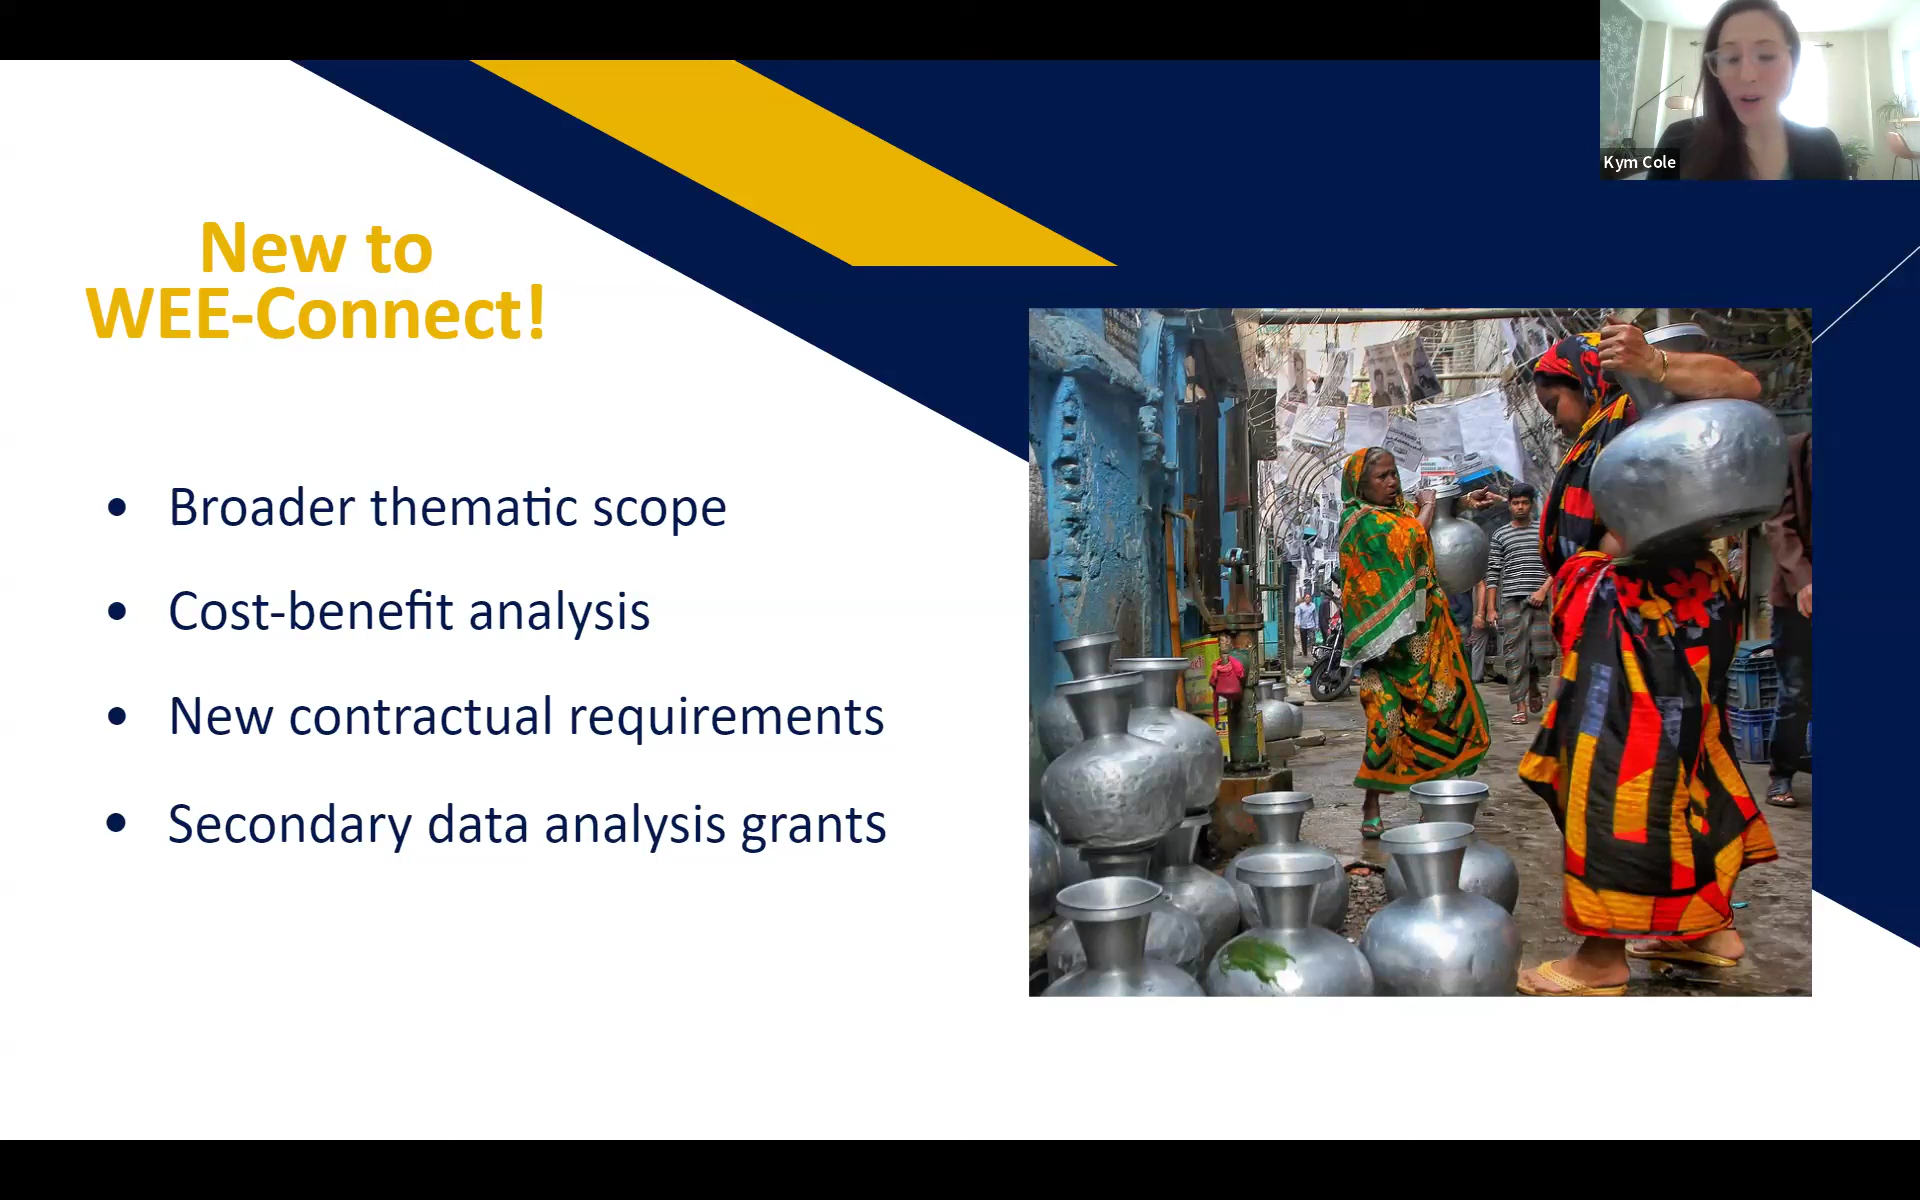 Kym Cole
New to
WEE-Connect!
• Broader thematic scope
• Cost-benefit analysis
• New contractual requirements
• Secondary data analysis grants